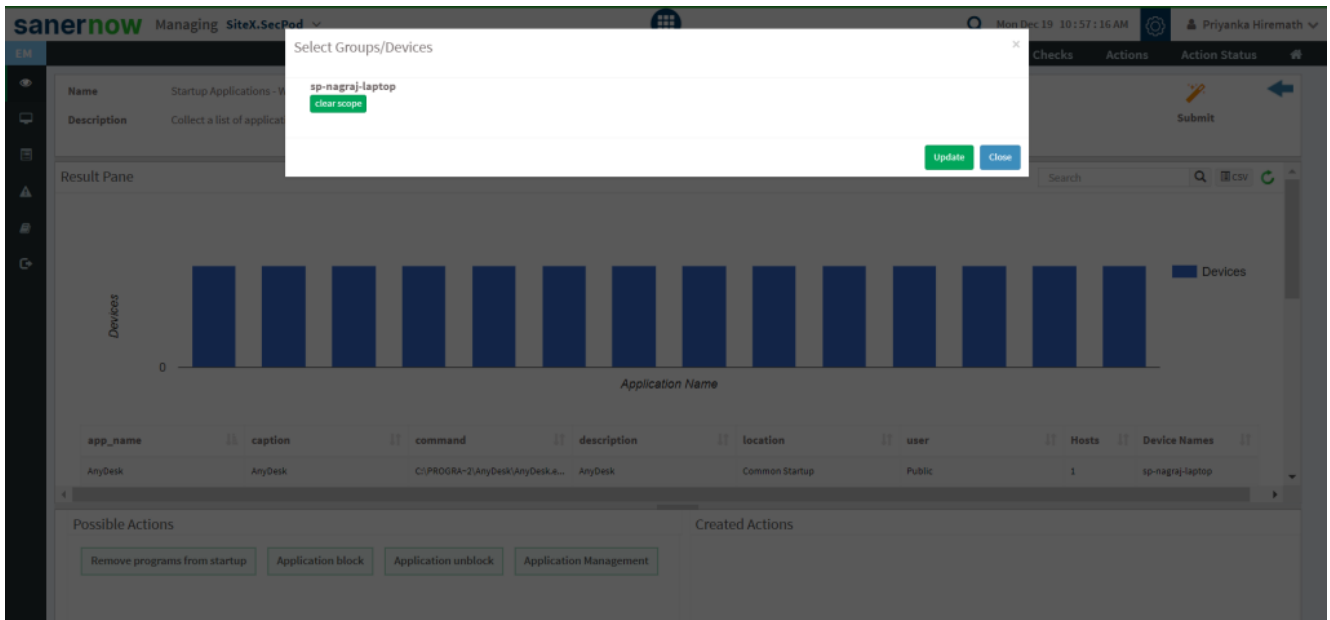 sanernow Managing SiteX.SecPod
Mon Dec 19 10:57:16 AM
Priyanka Hiremath
EM
Checks Actions Action Status
Select Groups/Devices
×
sp-nagraj-laptop
clear scope
Update Close
Name Startup Applications - W
Description Collect a list of applicat
Submit
Result Pane
Search
CSV
Devices
Devices
0
Application Name
app_name caption command description location user Hosts Device Names
AnyDesk AnyDesk C:\PROGRA~2\AnyDesk\AnyDesk.e... AnyDesk Common Startup Public 1 sp-nagraj-laptop
Possible Actions
Created Actions
Remove programs from startup Application block Application unblock Application Management